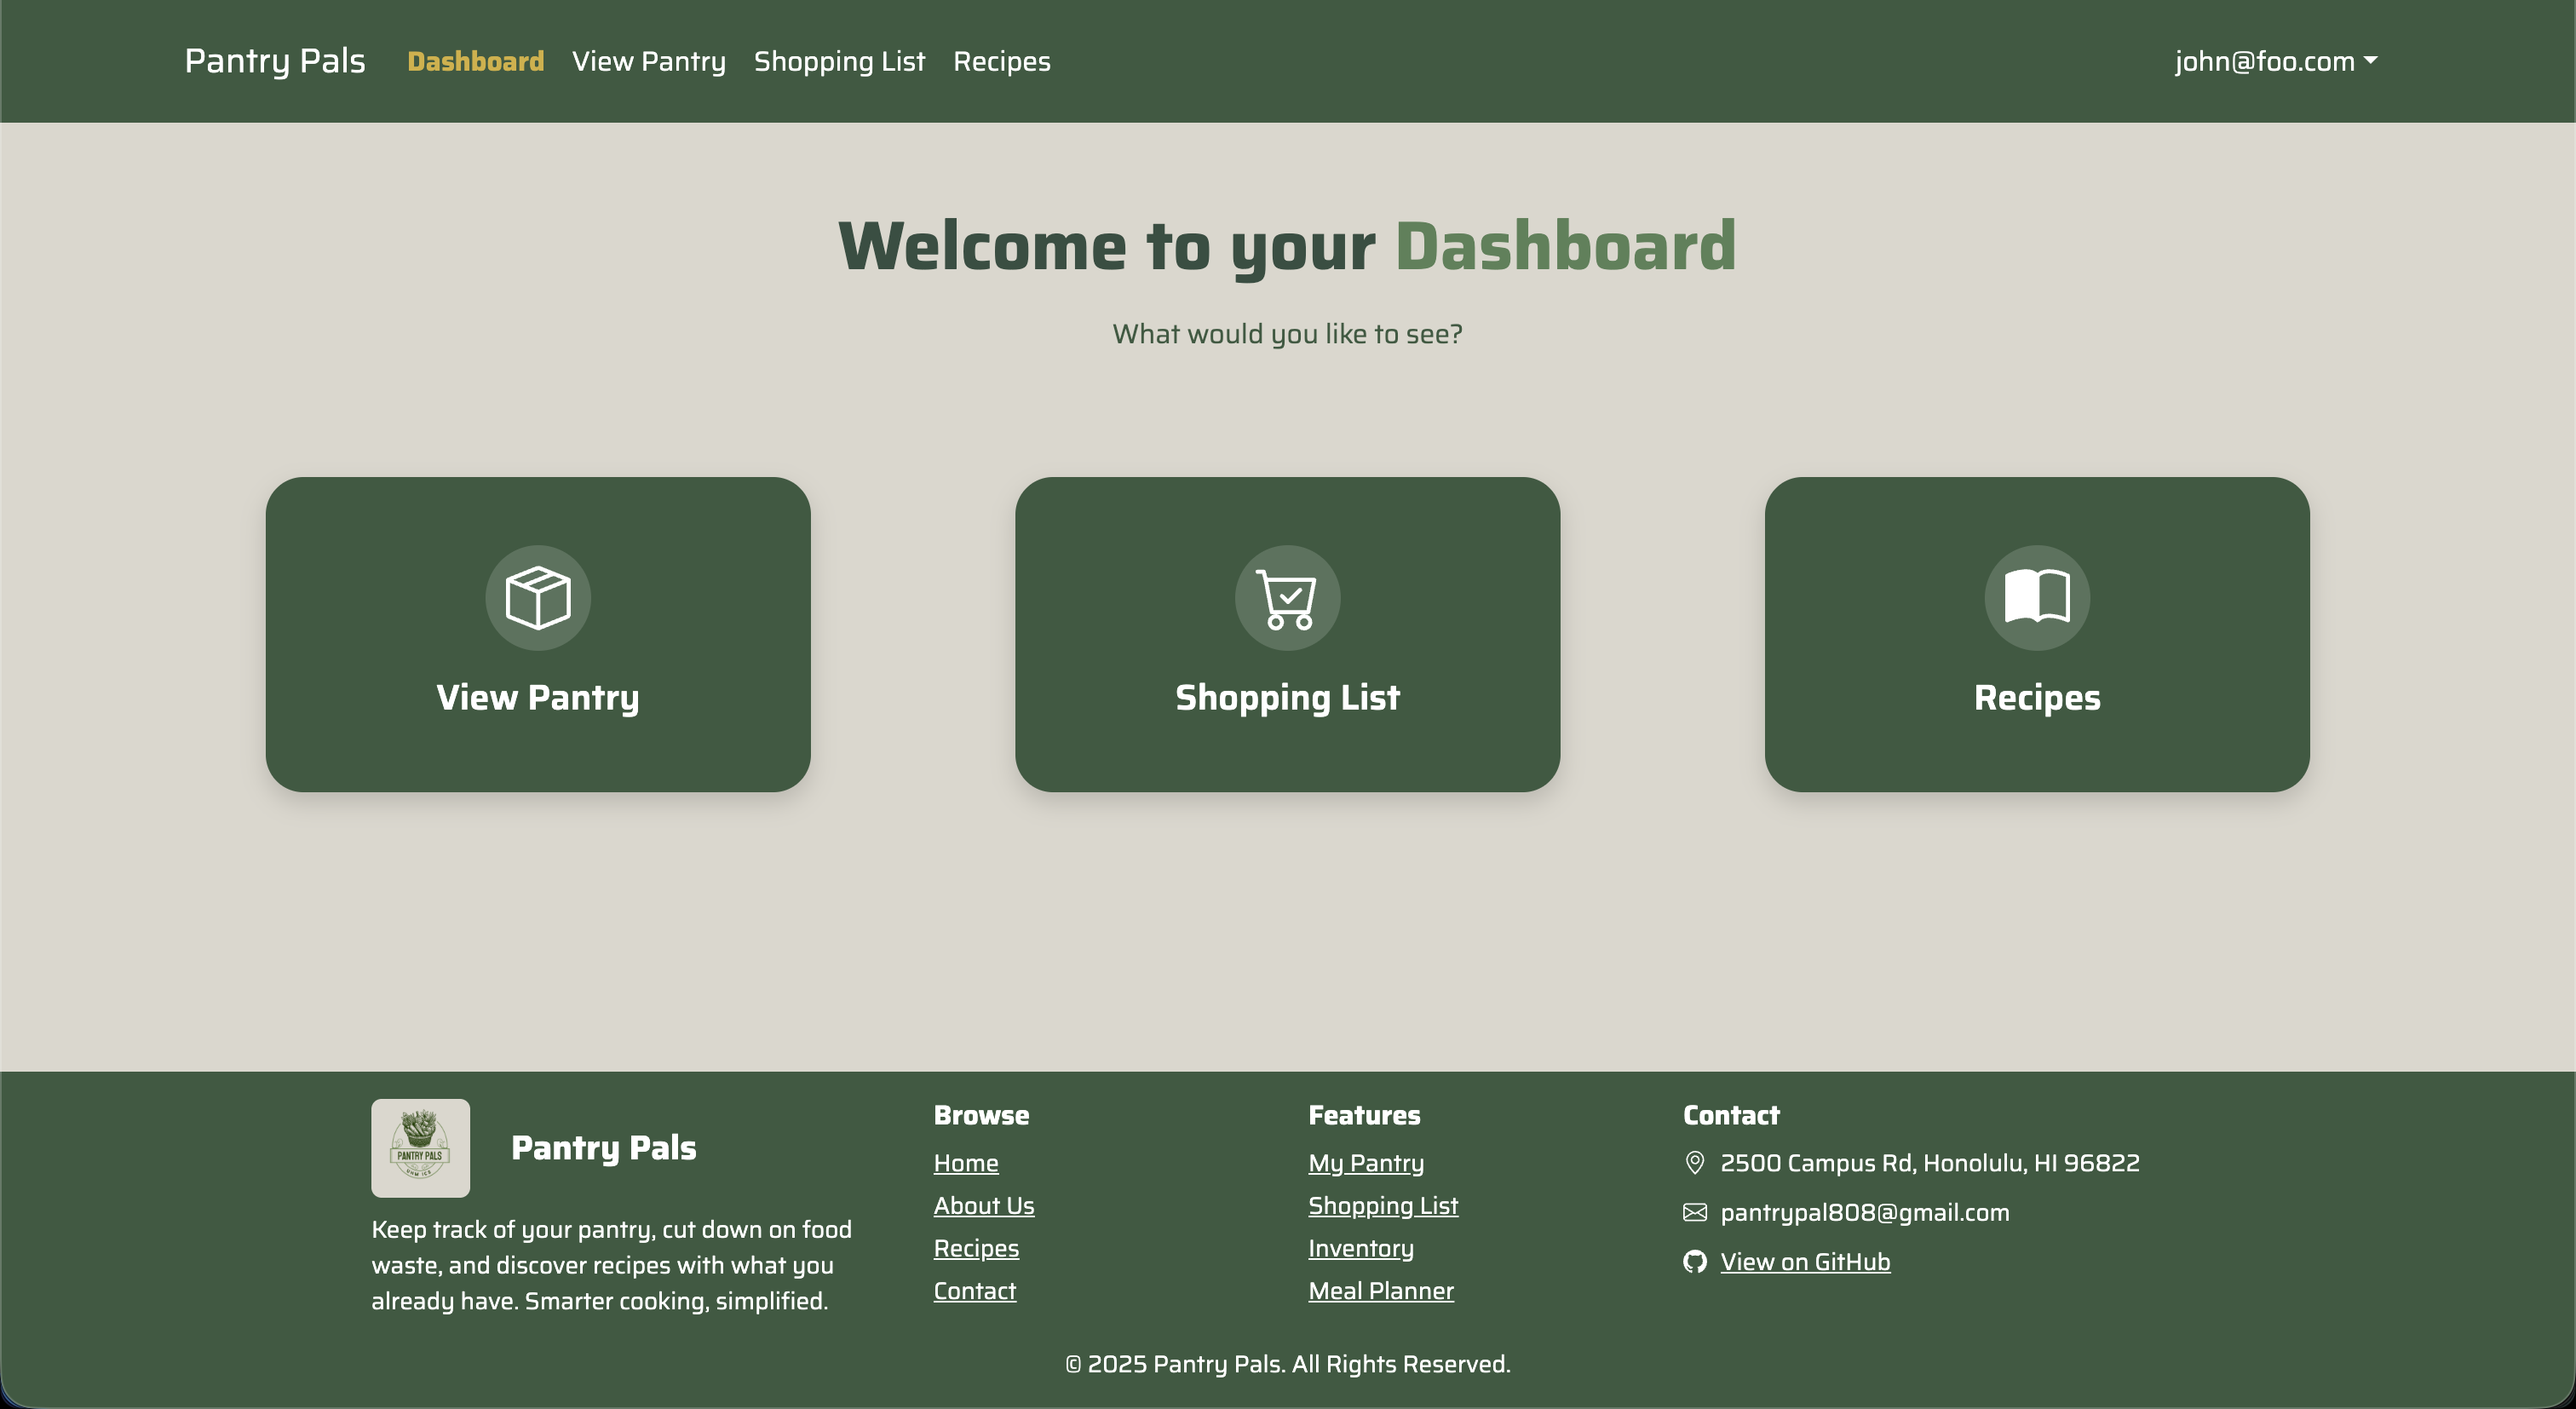 Pantry Pals Dashboard View Pantry Shopping List Recipes john@foo.com
Welcome to your Dashboard
What would you like to see?
View Pantry
Shopping List
Recipes
PANTRY PALS
UHM ICS
Pantry Pals
Keep track of your pantry, cut down on food
waste, and discover recipes with what you
already have. Smarter cooking, simplified.
Browse
Home
About Us
Recipes
Contact
Features
My Pantry
Shopping List
Inventory
Meal Planner
Contact
2500 Campus Rd, Honolulu, HI 96822
pantrypal808@gmail.com
View on GitHub
© 2025 Pantry Pals. All Rights Reserved.